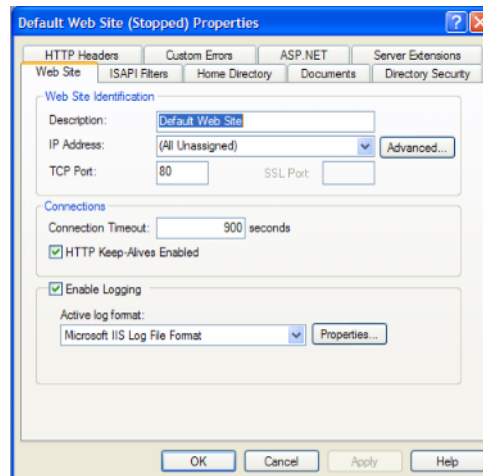 Default Web Site (Stopped) Properties
HTTP Headers Custom Errors ASP.NET Server Extensions
Web Site ISAPI Filters Home Directory Documents Directory Security
Web Site Identification
Description: Default Web Site
IP Address: (All Unassigned) Advanced...
TCP Port: 80 SSL Port:
Connections
Connection Timeout: 900 seconds
HTTP Keep-Alives Enabled
Enable Logging
Active log format:
Microsoft IIS Log File Format Properties...
OK Cancel Apply Help